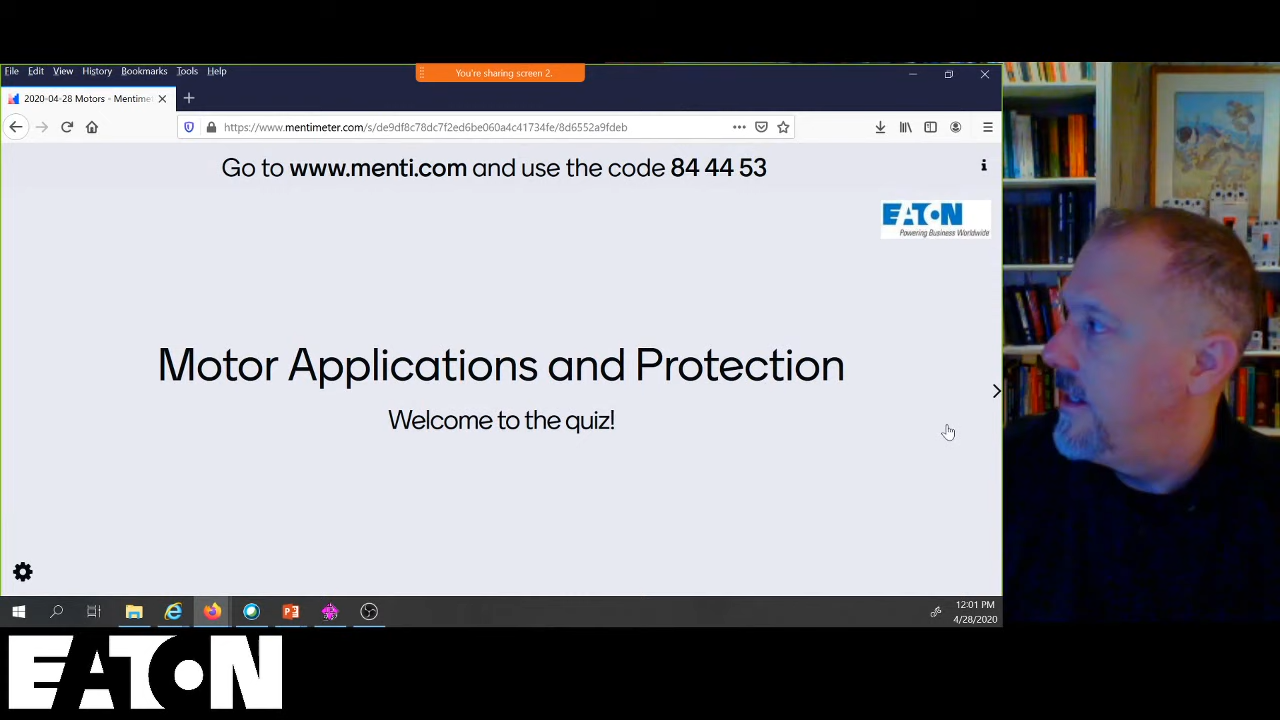 You're sharing screen 2.
File Edit View History Bookmarks Tools Help
2020-04-28 Motors - Mentime
https://www.mentimeter.com/s/de9df8c78dc7f2ed6be060a4c41734fe/8d6552a9fdeb
Go to www.menti.com and use the code 84 44 53
EATON
Powering Business Worldwide
Motor Applications and Protection
Welcome to the quiz!
12:01 PM
4/28/2020
EATON